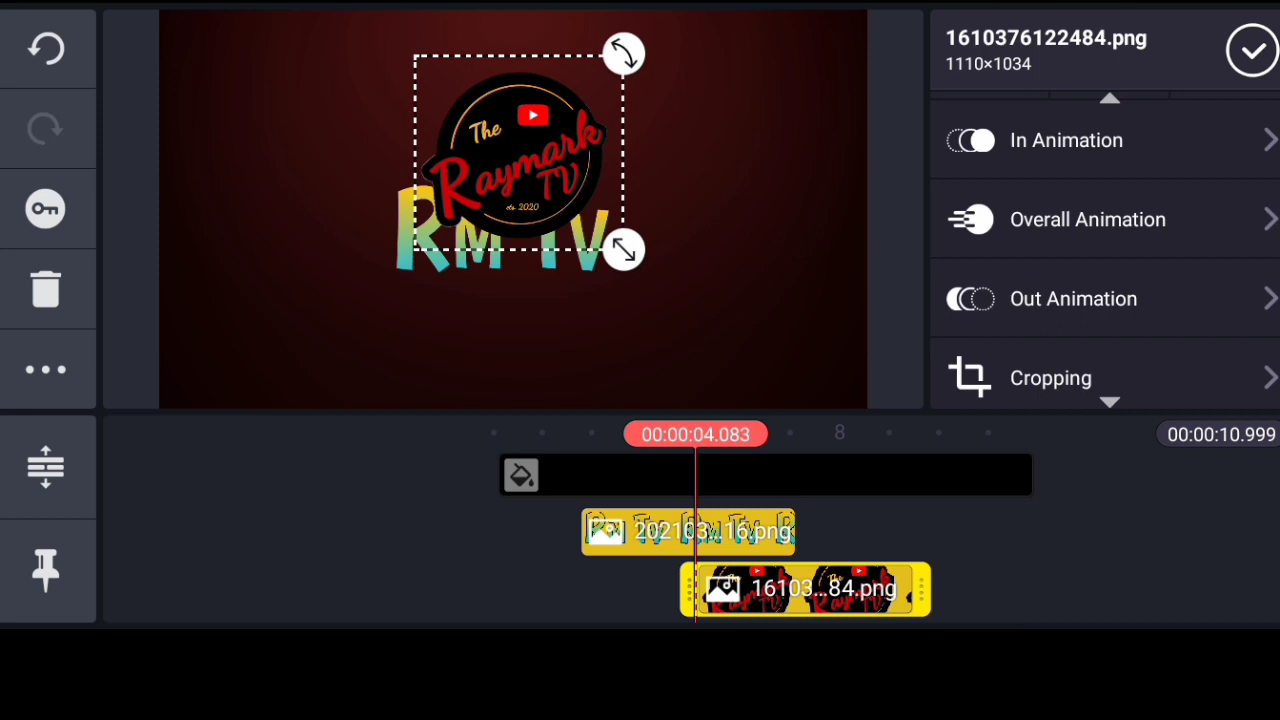 1610376122484.png
1110×1034
The
Raymark
TV
RM TV
In Animation
Overall Animation
Out Animation
Cropping
00:00:04.083
8
00:00:10.999
202103...16.png
16103...84.png